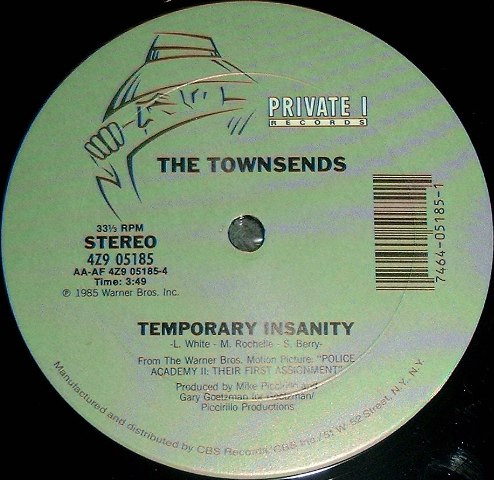 PRIVATE I
RECORDS
THE TOWNSENDS
33⅓ RPM
STEREO
4Z9 05185
AA-AF 4Z9 05185-4
Time: 3:49
℗ 1985 Warner Bros. Inc.
7464-05185-1
TEMPORARY INSANITY
-L. White - M. Rochelle - S. Berry-
From The Warner Bros. Motion Picture: "POLICE
ACADEMY II: THEIR FIRST ASSIGNMENT"
Produced by Mike Piccirillo and
Gary Goetzman for Goetzman/
Piccirillo Productions
Manufactured and distributed by CBS Records/CBS Inc./51 W. 52 Street, N.Y. N.Y.